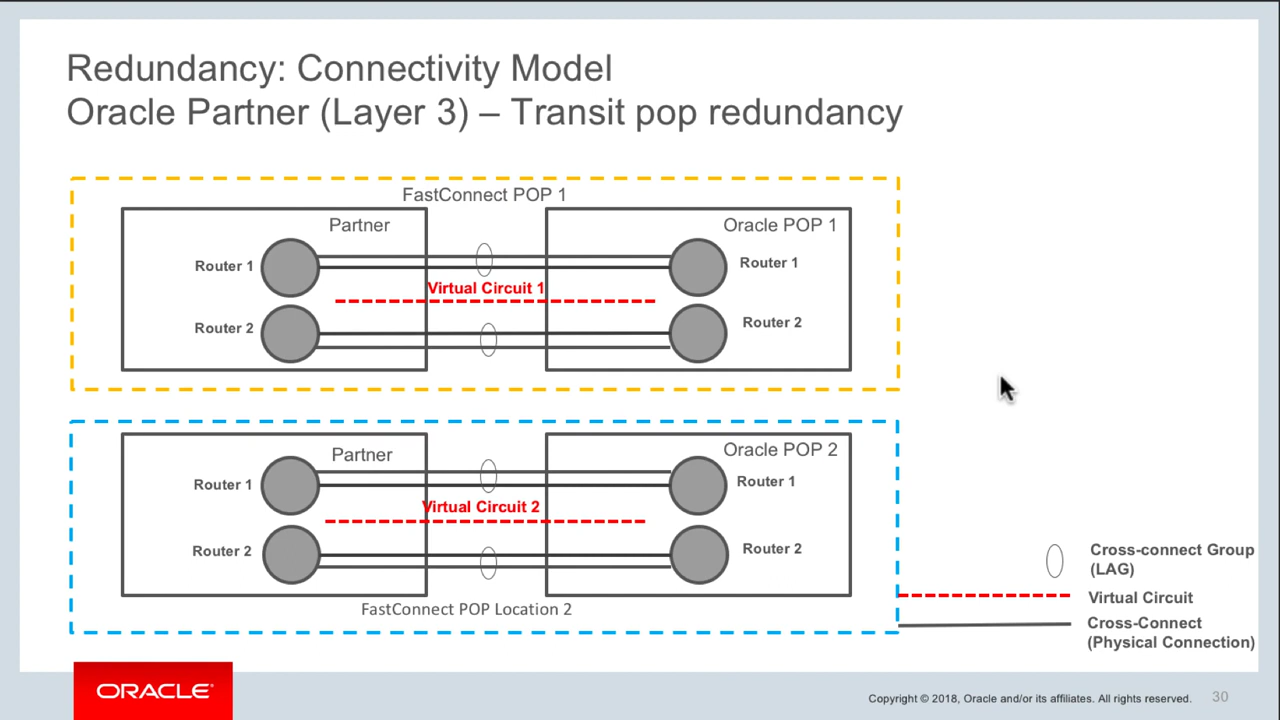 Redundancy: Connectivity Model
Oracle Partner (Layer 3) – Transit pop redundancy
FastConnect POP 1
Partner
Oracle POP 1
Router 1
Router 1
Virtual Circuit 1
Router 2
Router 2
Partner
Oracle POP 2
Router 1
Router 1
Virtual Circuit 2
Router 2
Router 2
FastConnect POP Location 2
Cross-connect Group
(LAG)
Virtual Circuit
Cross-Connect
(Physical Connection)
ORACLE®
Copyright © 2018, Oracle and/or its affiliates. All rights reserved.
30